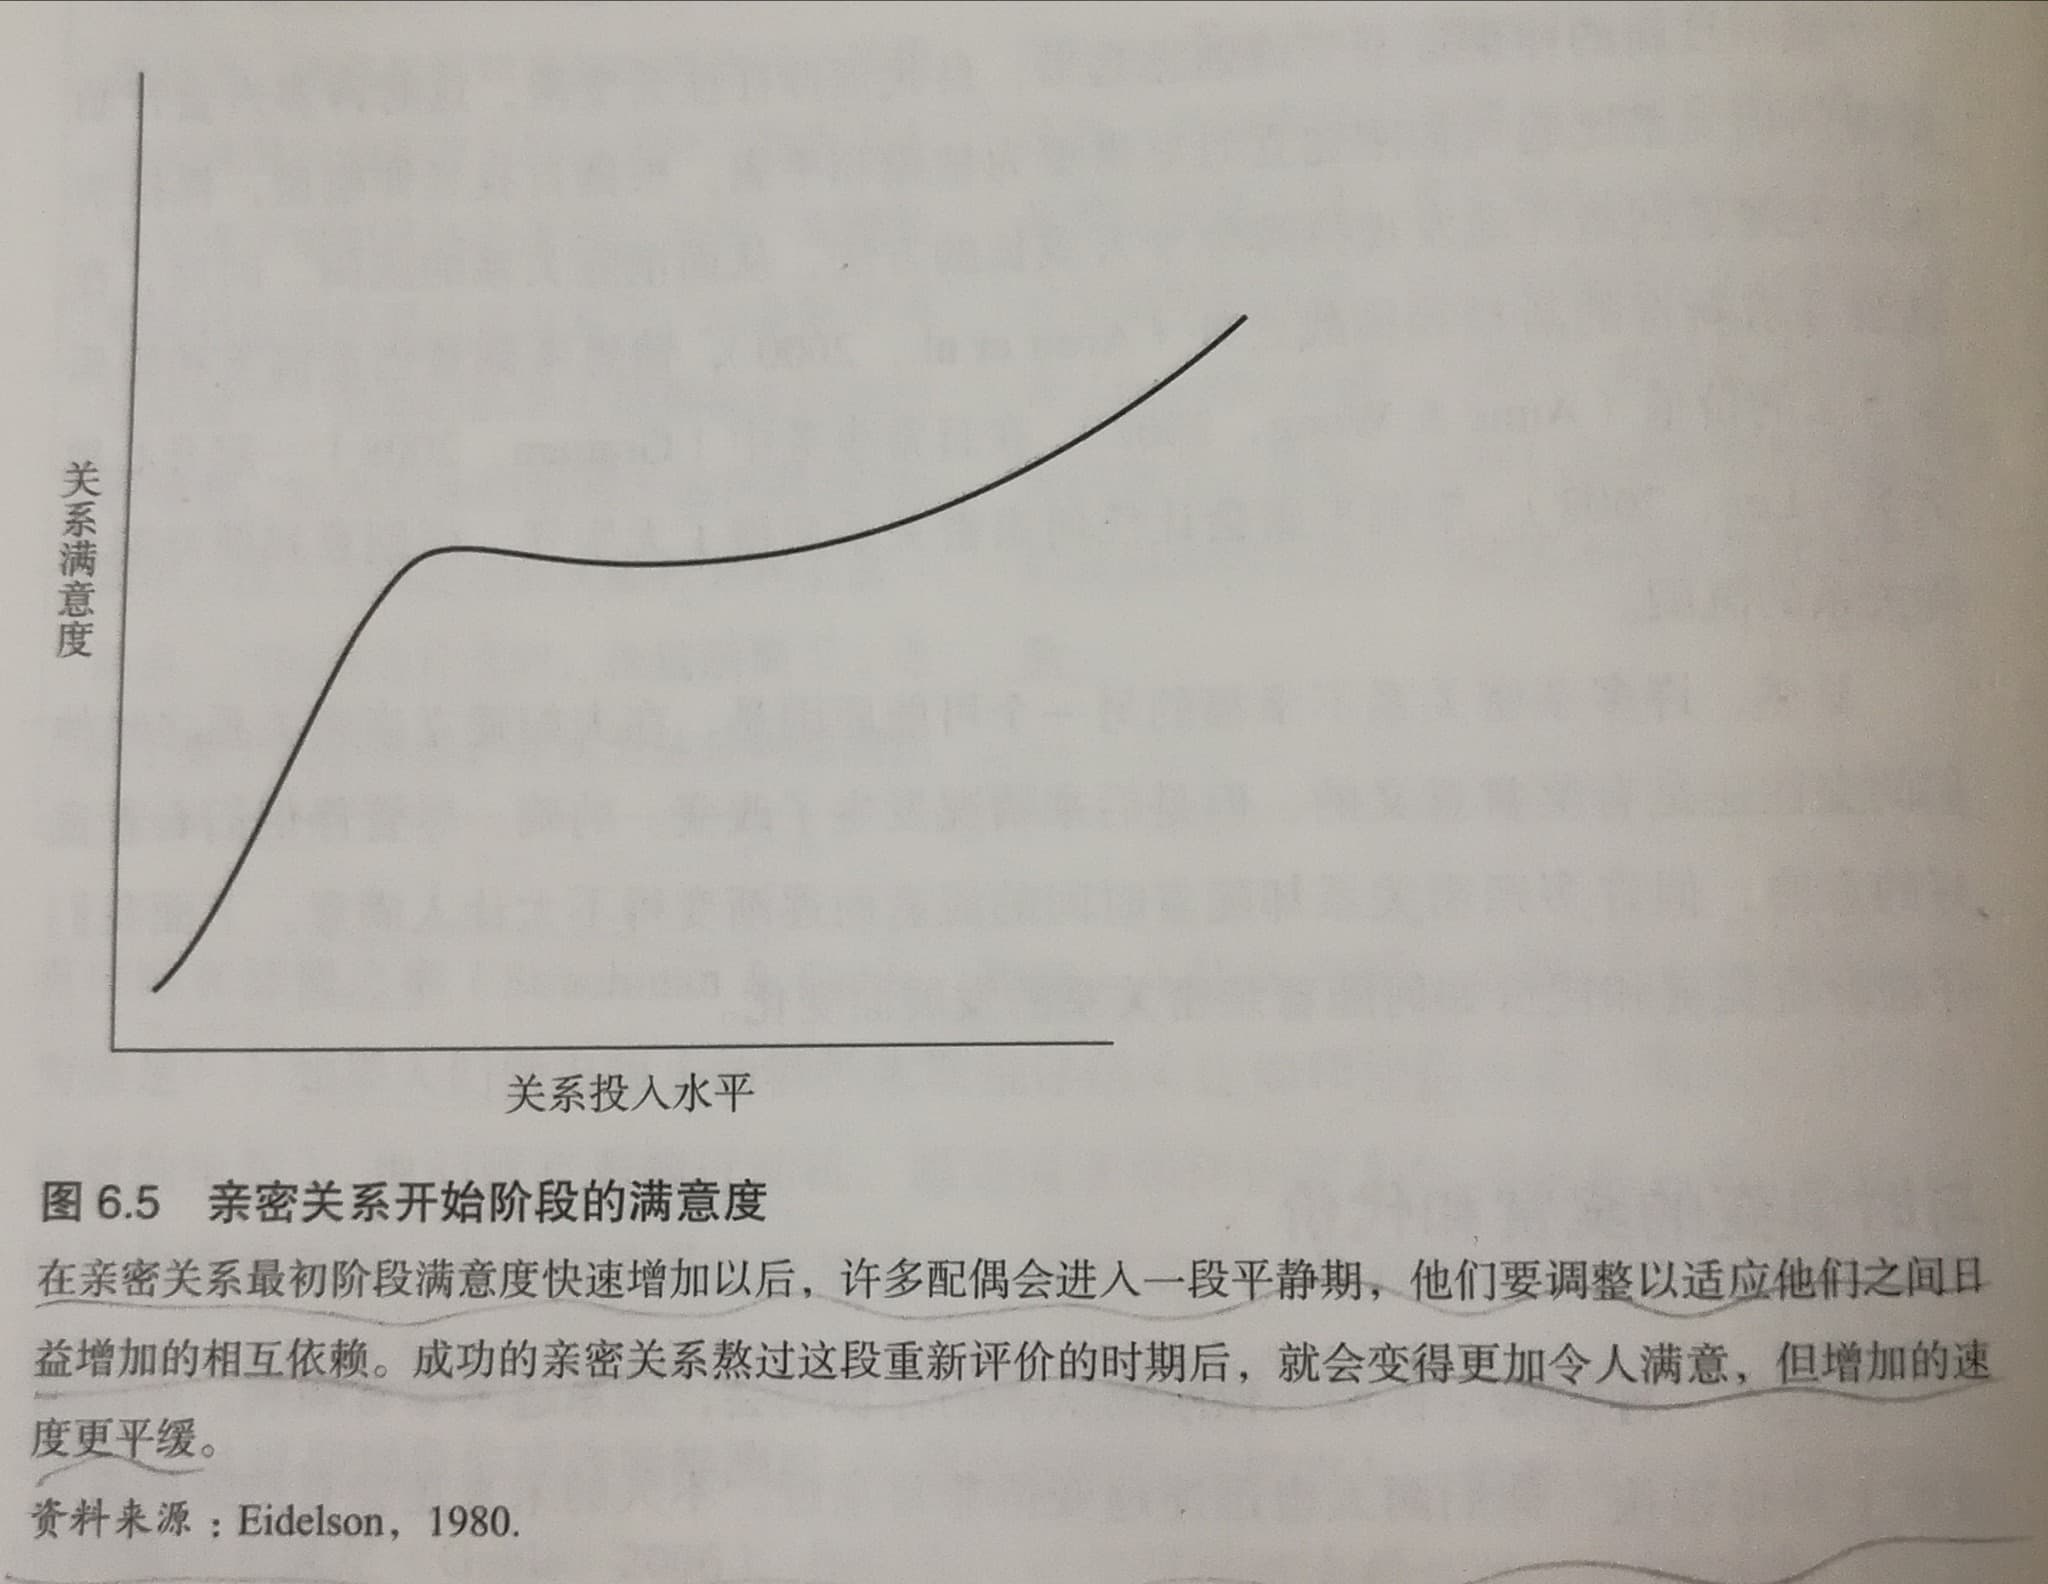 关系满意度
关系投入水平
图 6.5 亲密关系开始阶段的满意度
在亲密关系最初阶段满意度快速增加以后，许多配偶会进入一段平静期，他们要调整以适应他们之间日
益增加的相互依赖。成功的亲密关系熬过这段重新评价的时期后，就会变得更加令人满意，但增加的速
度更平缓。
资料来源：Eidelson，1980.